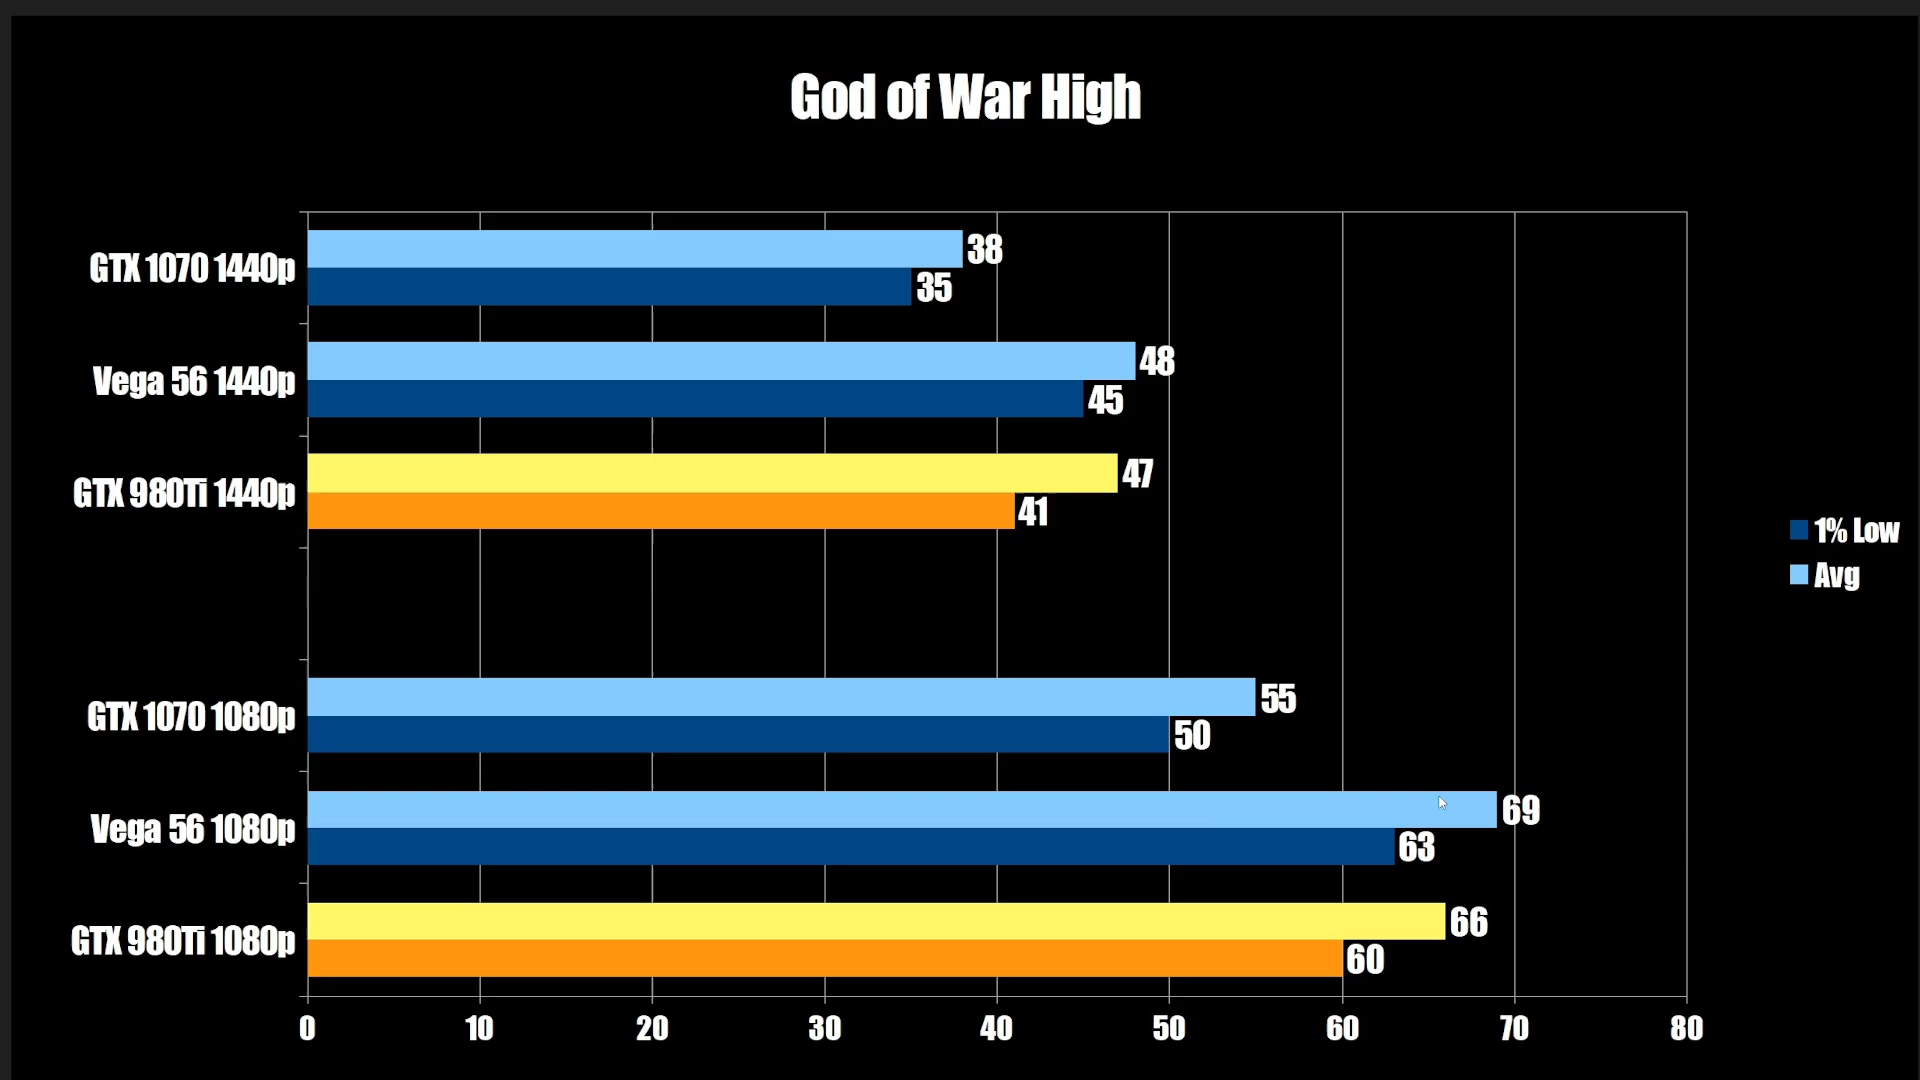 God of War High
GTX 1070 1440p
38
35
Vega 56 1440p
48
45
GTX 980Ti 1440p
47
41
1% Low
Avg
GTX 1070 1080p
55
50
Vega 56 1080p
69
63
GTX 980Ti 1080p
66
60
0 10 20 30 40 50 60 70 80